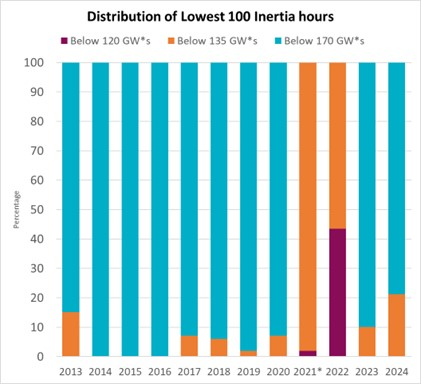 Distribution of Lowest 100 Inertia hours
Below 120 GW*s Below 135 GW*s Below 170 GW*s
100
90
80
70
60
50
40
30
20
10
0
Percentage
2013 2014 2015 2016 2017 2018 2019 2020 2021* 2022 2023 2024